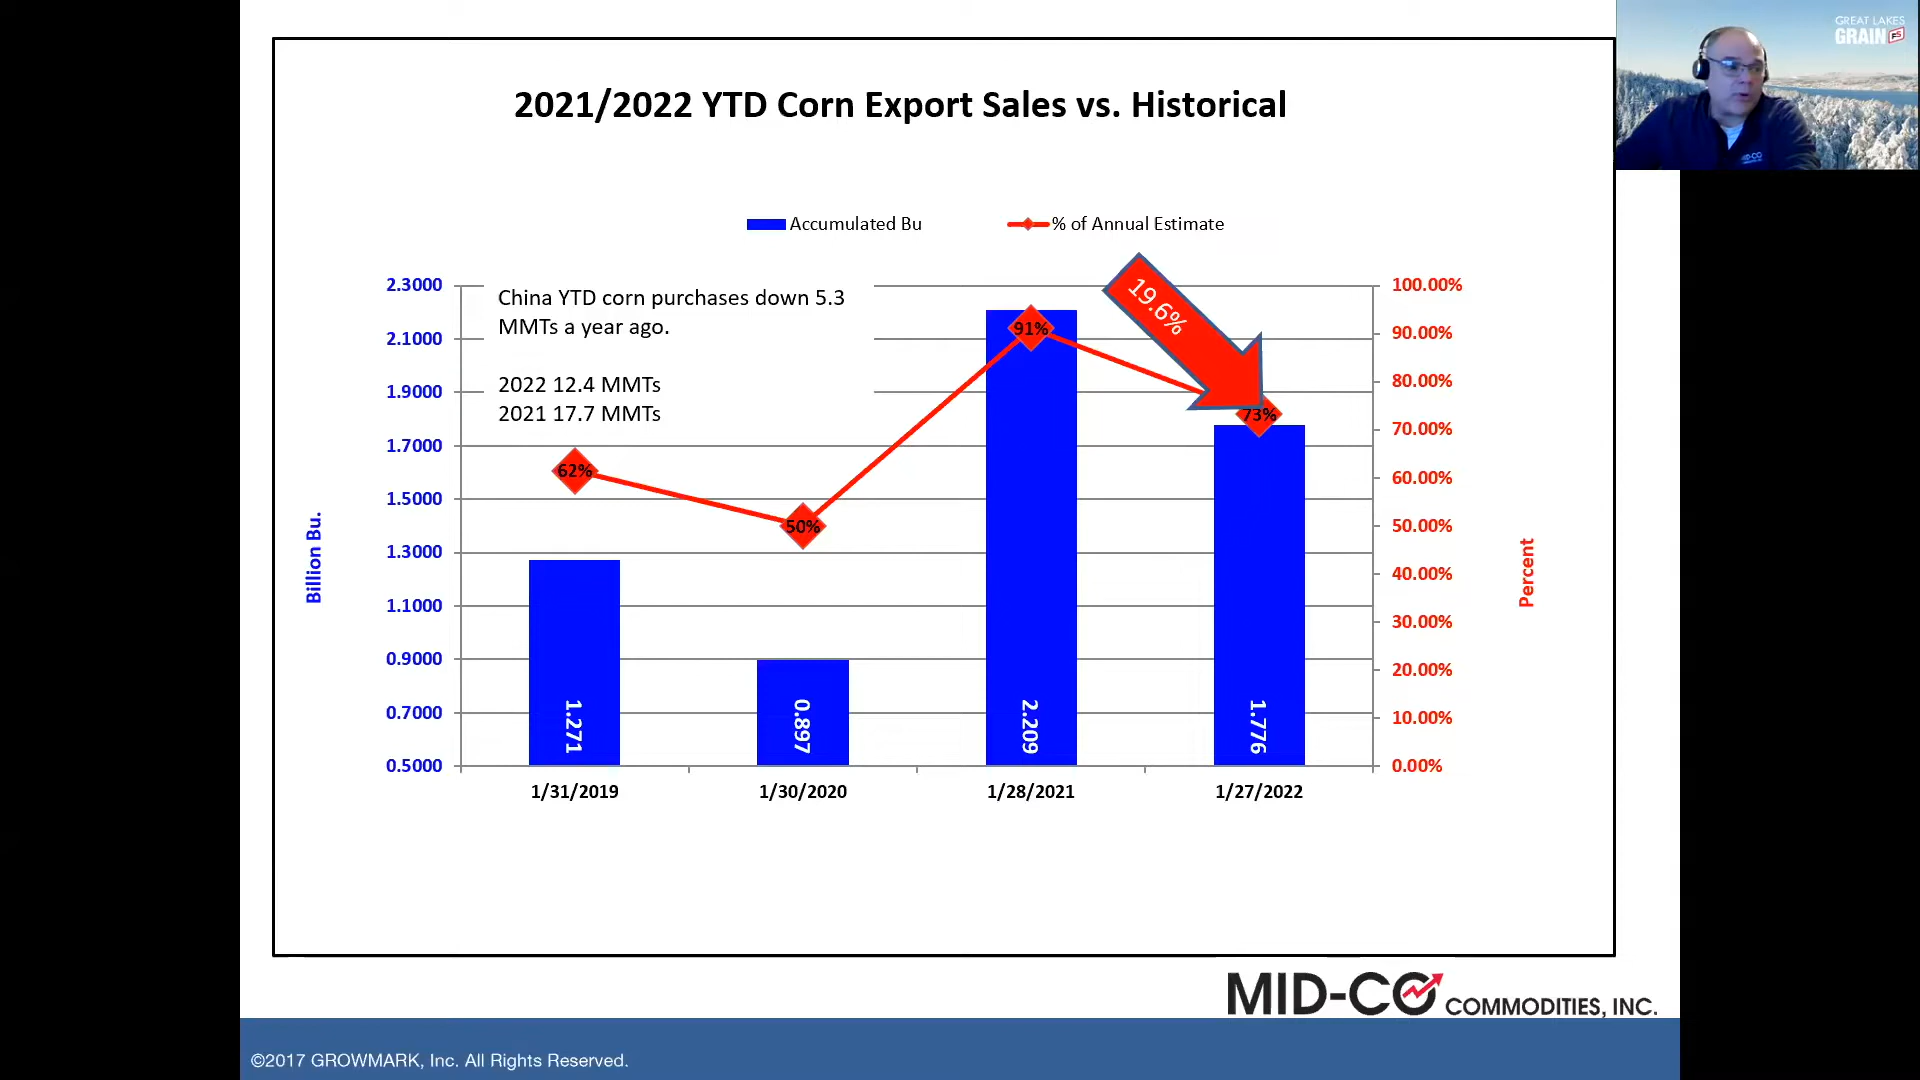 GREAT LAKES
GRAIN FS
MID-CO
2021/2022 YTD Corn Export Sales vs. Historical
Accumulated Bu
% of Annual Estimate
China YTD corn purchases down 5.3
MMTs a year ago.
2022 12.4 MMTs
2021 17.7 MMTs
19.6%
2.3000
2.1000
1.9000
1.7000
1.5000
1.3000
1.1000
0.9000
0.7000
0.5000
Billion Bu.
62%
50%
91%
73%
1.271
0.897
2.209
1.776
100.00%
90.00%
80.00%
70.00%
60.00%
50.00%
40.00%
30.00%
20.00%
10.00%
0.00%
Percent
1/31/2019
1/30/2020
1/28/2021
1/27/2022
MID-CO COMMODITIES, INC.
©2017 GROWMARK, Inc. All Rights Reserved.